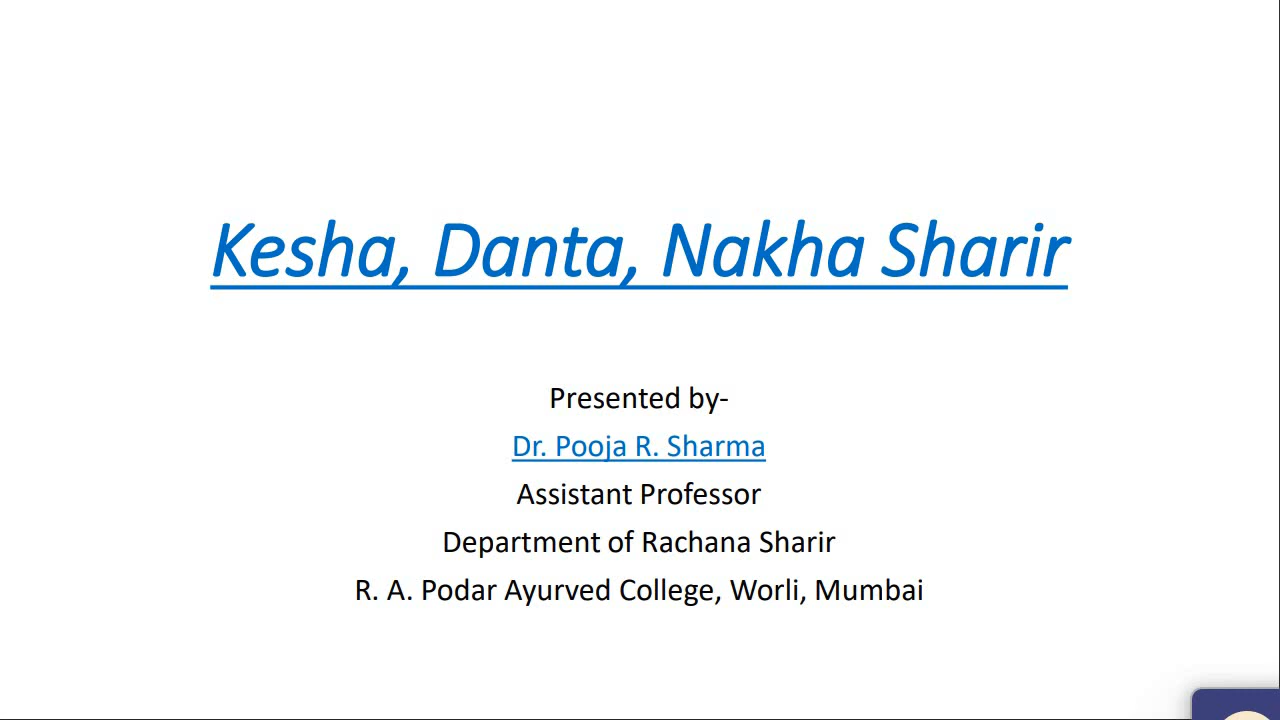 Kesha, Danta, Nakha Sharir
Presented by-
Dr. Pooja R. Sharma
Assistant Professor
Department of Rachana Sharir
R. A. Podar Ayurved College, Worli, Mumbai